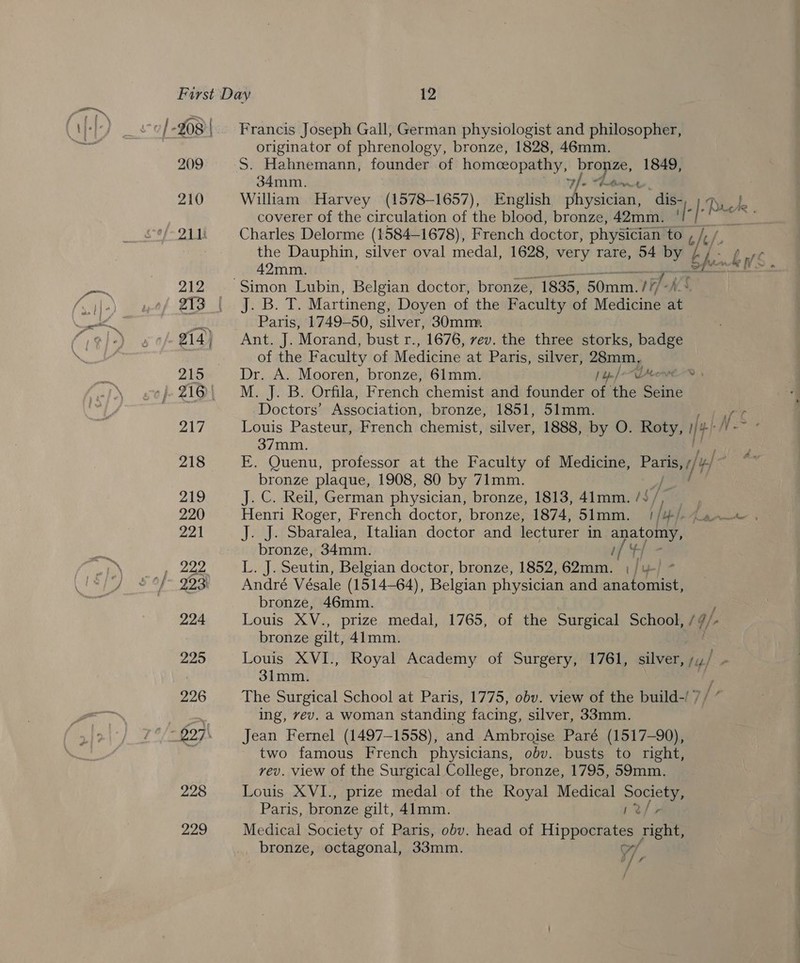 First Day 12
208 Francis Joseph Gall, German physiologist and philosopher,
originator of phrenology, bronze, 1828, 46mm.
209 S. Hahnemann, founder of homœopathy, bronze, 1849,
34mm.
210 William Harvey (1578–1657), English physician, dis-
coverer of the circulation of the blood, bronze, 42mm.
211 Charles Delorme (1584–1678), French doctor, physician to
the Dauphin, silver oval medal, 1628, very rare, 54 by
42mm. Spink
212 Simon Lubin, Belgian doctor, bronze, 1835, 50mm.
213 J. B. T. Martineng, Doyen of the Faculty of Medicine at
Paris, 1749–50, silver, 30mm.
214 Ant. J. Morand, bust r., 1676, rev. the three storks, badge
of the Faculty of Medicine at Paris, silver, 28mm.
215 Dr. A. Mooren, bronze, 61mm.
216 M. J. B. Orfila, French chemist and founder of the Seine
Doctors' Association, bronze, 1851, 51mm.
217 Louis Pasteur, French chemist, silver, 1888, by O. Roty,
37mm.
218 E. Quenu, professor at the Faculty of Medicine, Paris,
bronze plaque, 1908, 80 by 71mm.
219 J. C. Reil, German physician, bronze, 1813, 41mm.
220 Henri Roger, French doctor, bronze, 1874, 51mm.
221 J. J. Sbaralea, Italian doctor and lecturer in anatomy,
bronze, 34mm.
222 L. J. Seutin, Belgian doctor, bronze, 1852, 62mm.
223 André Vésale (1514–64), Belgian physician and anatomist,
bronze, 46mm.
224 Louis XV., prize medal, 1765, of the Surgical School,
bronze gilt, 41mm.
225 Louis XVI., Royal Academy of Surgery, 1761, silver,
31mm.
226 The Surgical School at Paris, 1775, obv. view of the build-
ing, rev. a woman standing facing, silver, 33mm.
227 Jean Fernel (1497–1558), and Ambroise Paré (1517–90),
two famous French physicians, obv. busts to right,
rev. view of the Surgical College, bronze, 1795, 59mm.
228 Louis XVI., prize medal of the Royal Medical Society,
Paris, bronze gilt, 41mm.
229 Medical Society of Paris, obv. head of Hippocrates right,
bronze, octagonal, 33mm.